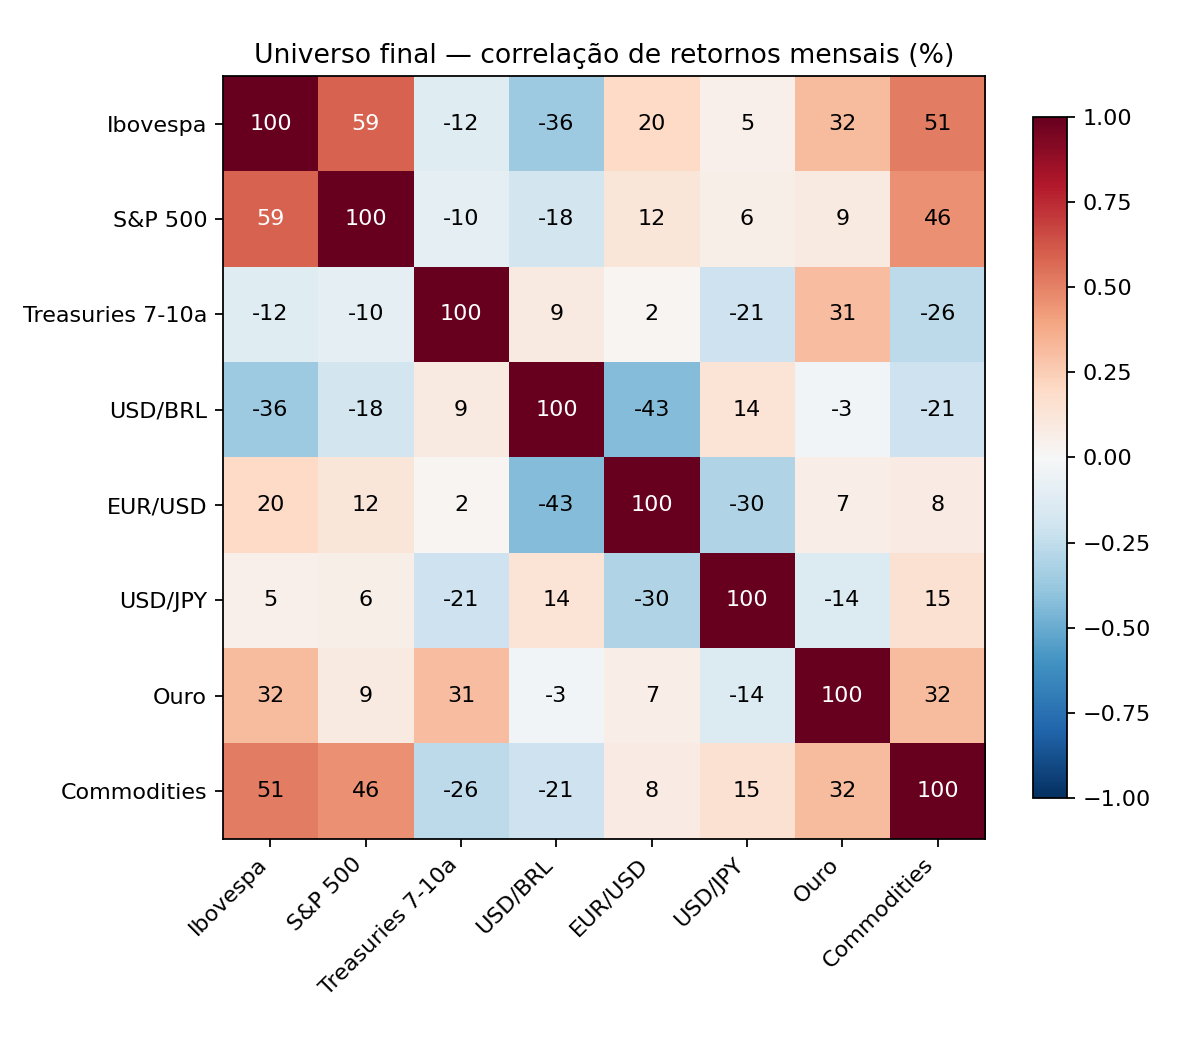 Universo final — correlação de retornos mensais (%)
Ibovespa 100 59 -12 -36 20 5 32 51
S&P 500 59 100 -10 -18 12 6 9 46
Treasuries 7-10a -12 -10 100 9 2 -21 31 -26
USD/BRL -36 -18 9 100 -43 14 -3 -21
EUR/USD 20 12 2 -43 100 -30 7 8
USD/JPY 5 6 -21 14 -30 100 -14 15
Ouro 32 9 31 -3 7 -14 100 32
Commodities 51 46 -26 -21 8 15 32 100
Ibovespa S&P 500 Treasuries 7-10a USD/BRL EUR/USD USD/JPY Ouro Commodities
1.00
0.75
0.50
0.25
0.00
−0.25
−0.50
−0.75
−1.00